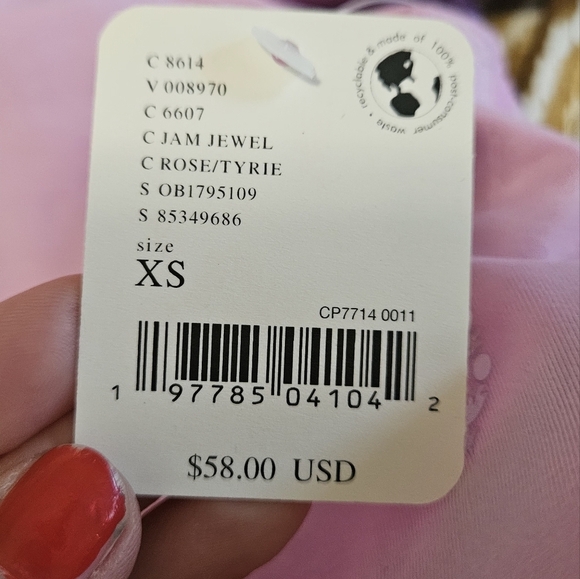 C 8614
V 008970
C 6607
C JAM JEWEL
C ROSE/TYRIE
S OB1795109
S 85349686
size
XS
recyclable & made of 100% post-consumer waste •
CP7714 0011
1 97785 04104 2
$58.00 USD